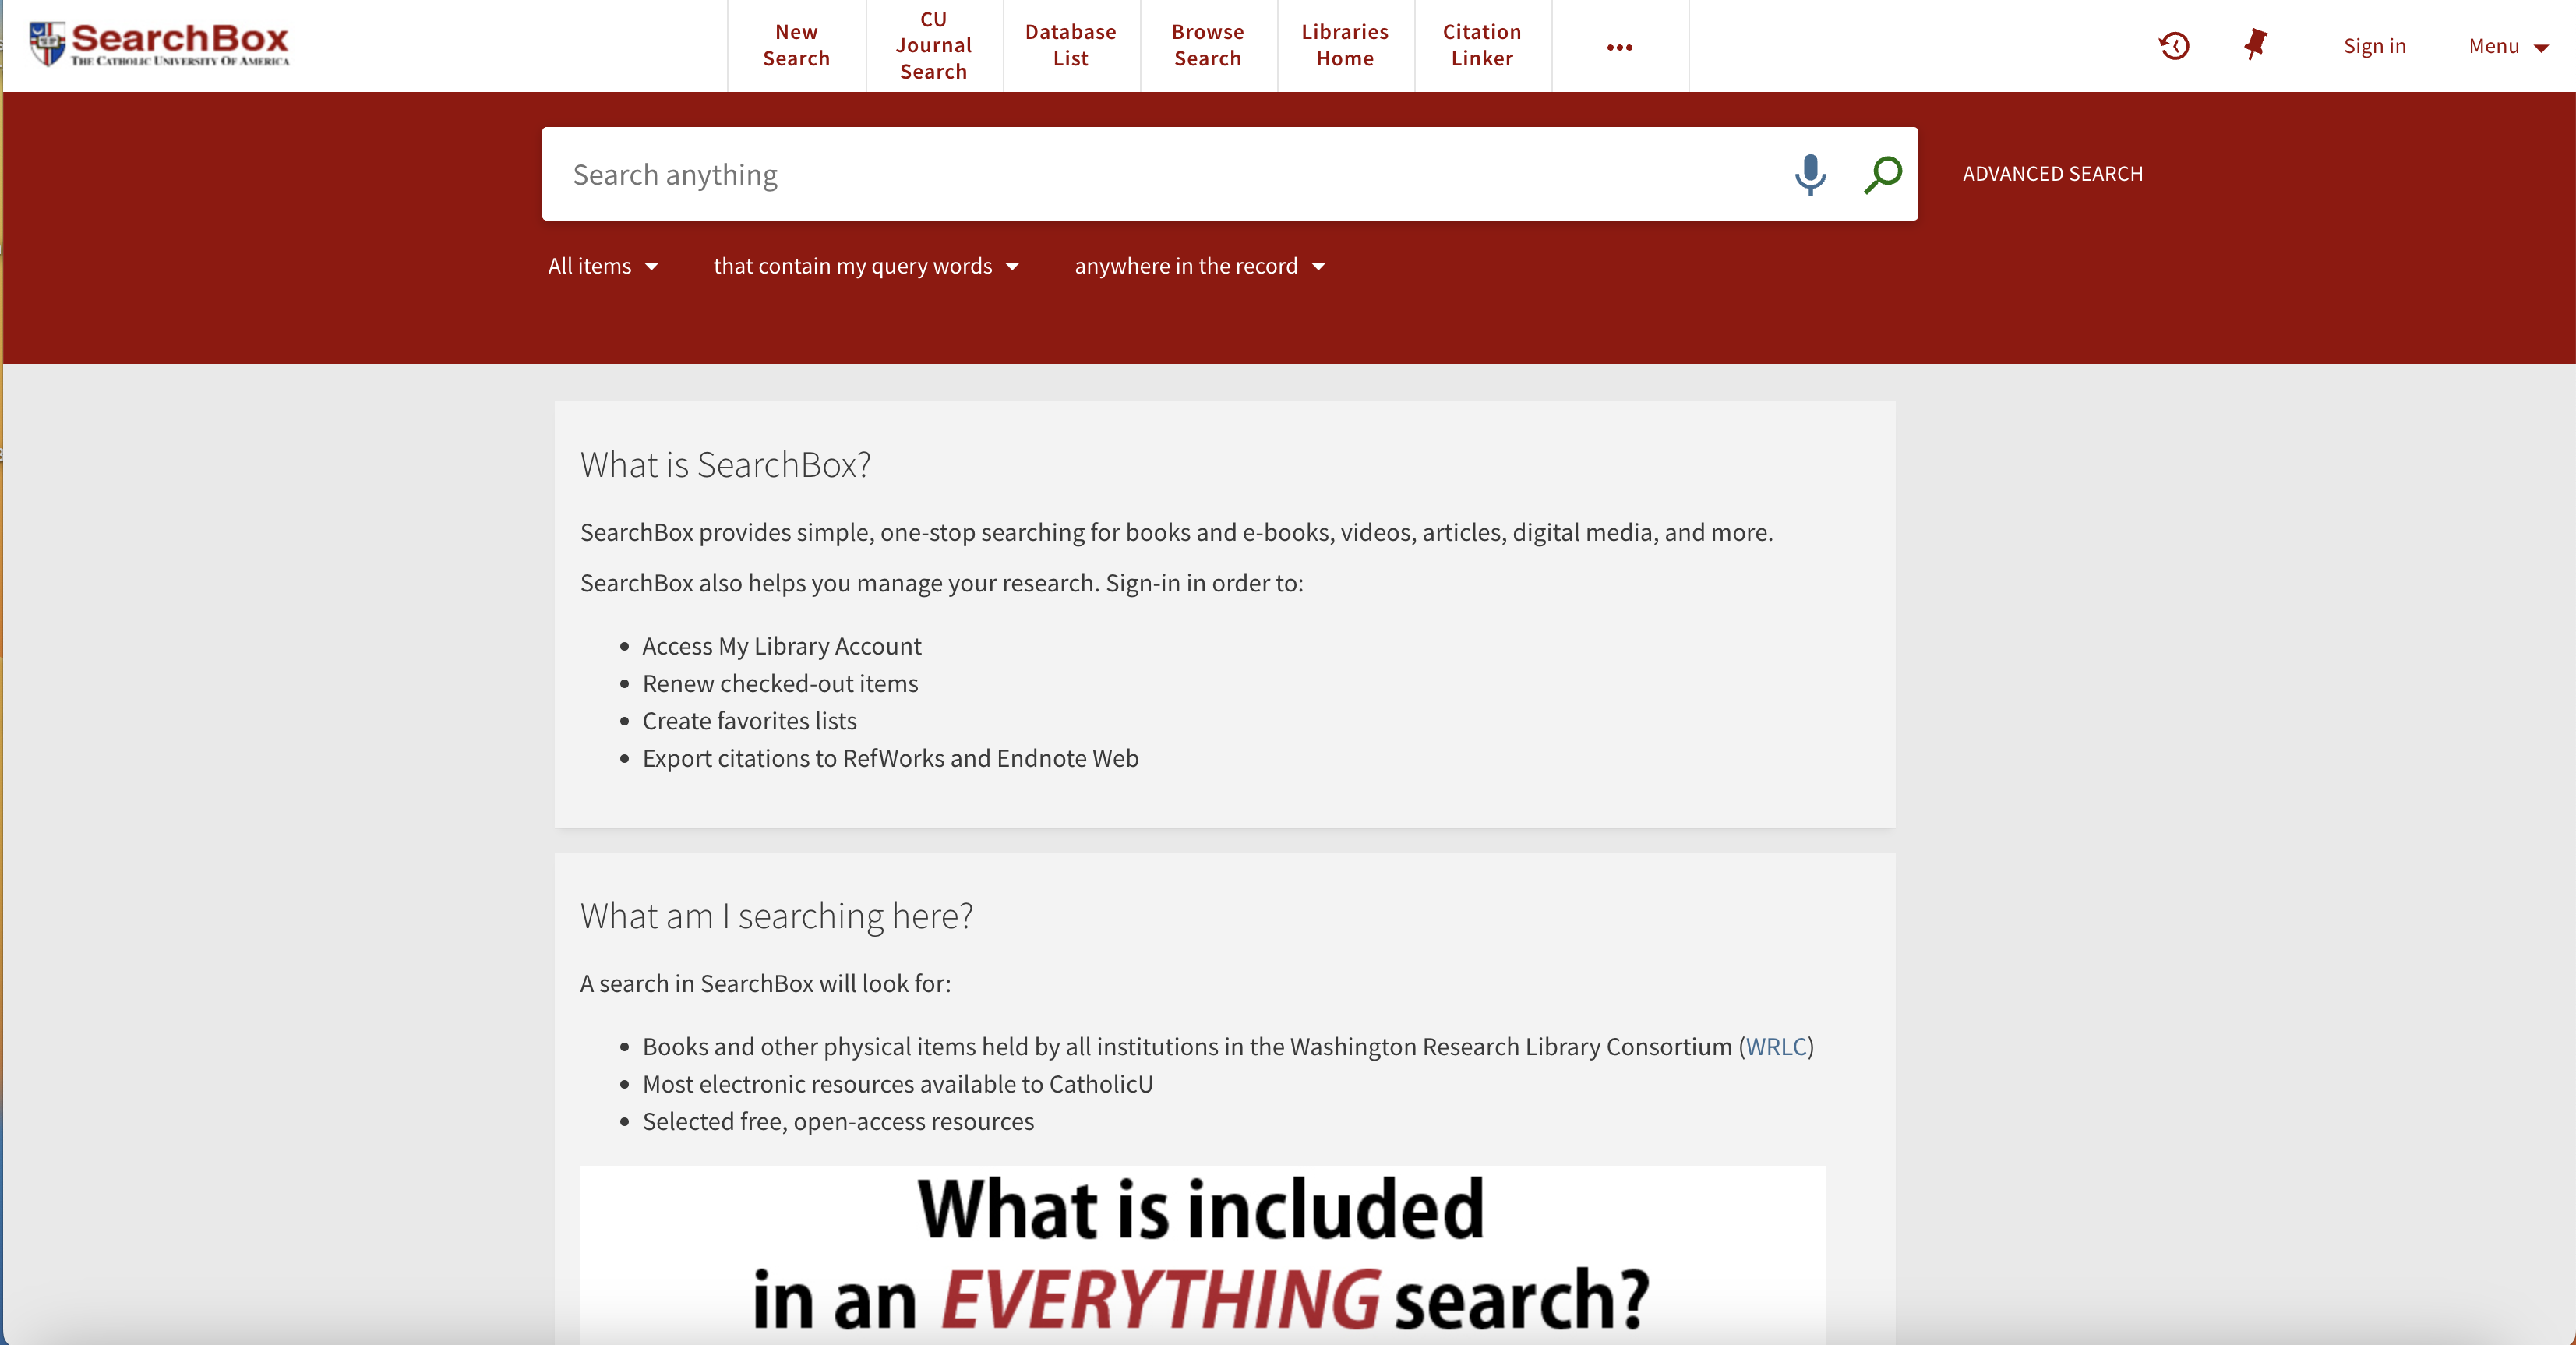 SearchBox
THE CATHOLIC UNIVERSITY OF AMERICA
New
Search
CU
Journal
Search
Database
List
Browse
Search
Libraries
Home
Citation
Linker
•••
Sign in
Menu
Search anything
ADVANCED SEARCH
All items
that contain my query words
anywhere in the record
What is SearchBox?
SearchBox provides simple, one-stop searching for books and e-books, videos, articles, digital media, and more.
SearchBox also helps you manage your research. Sign-in in order to:
• Access My Library Account
• Renew checked-out items
• Create favorites lists
• Export citations to RefWorks and Endnote Web
What am I searching here?
A search in SearchBox will look for:
• Books and other physical items held by all institutions in the Washington Research Library Consortium (WRLC)
• Most electronic resources available to CatholicU
• Selected free, open-access resources
What is included
in an EVERYTHING search?